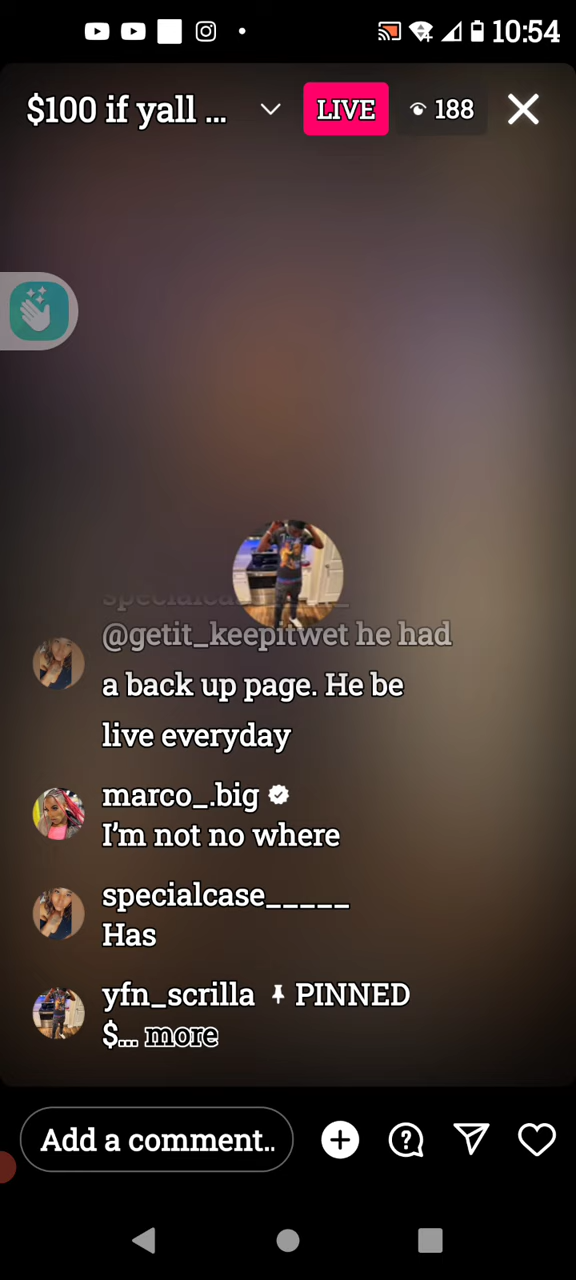 10:54
$100 if yall ...
LIVE
188
specialca
@getit_keepitwet he had
a back up page. He be
live everyday
marco_.big
I'm not no where
specialcase_____
Has
yfn_scrilla PINNED
$... more
Add a comment..